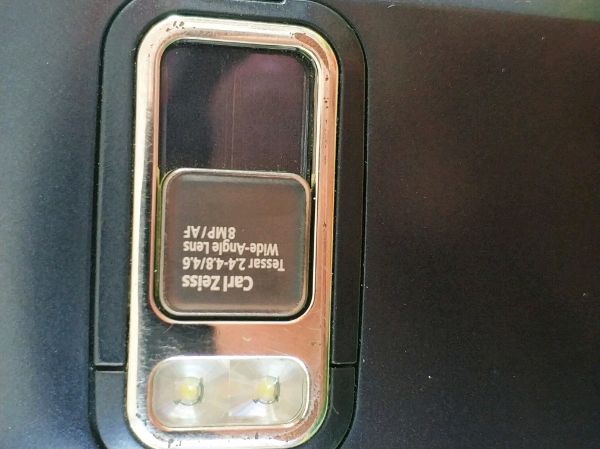 Carl Zeiss
Tessar 2.4-4.8/4.6
Wide-Angle Lens
8MP/AF